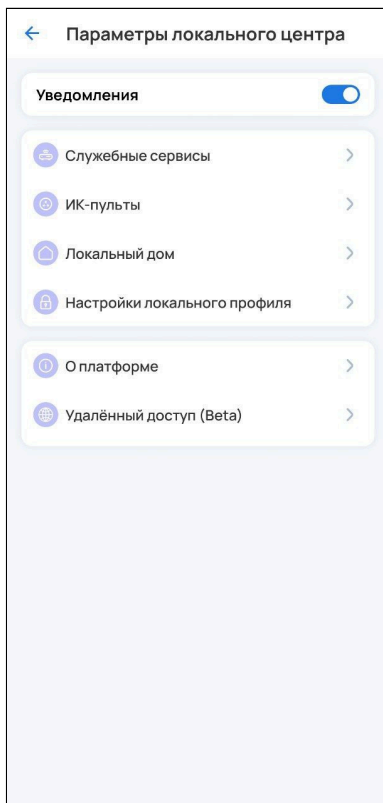 Параметры локального центра
Уведомления
Служебные сервисы
ИК-пульты
Локальный дом
Настройки локального профиля
О платформе
Удалённый доступ (Beta)